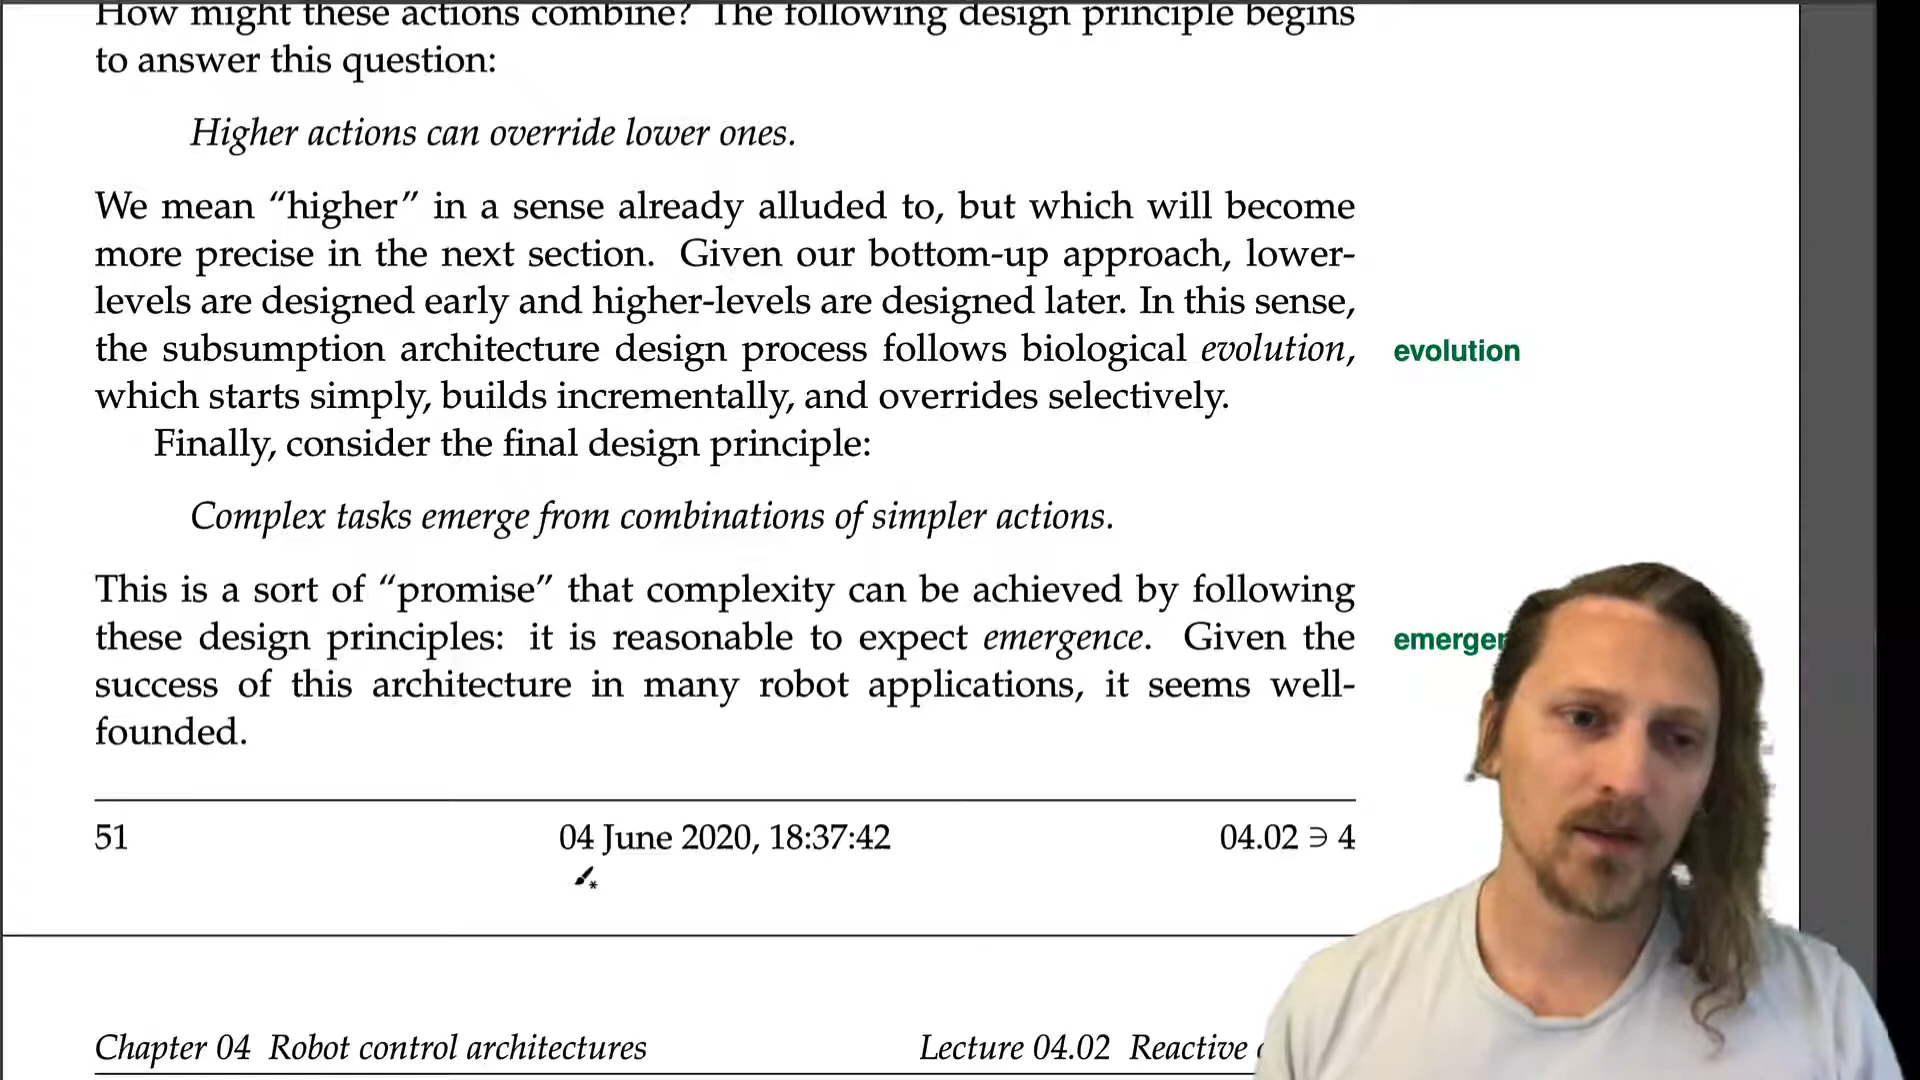 How might these actions combine? The following design principle begins
to answer this question:
Higher actions can override lower ones.
We mean “higher” in a sense already alluded to, but which will become
more precise in the next section. Given our bottom-up approach, lower-
levels are designed early and higher-levels are designed later. In this sense,
the subsumption architecture design process follows biological evolution,
evolution
which starts simply, builds incrementally, and overrides selectively.
Finally, consider the final design principle:
Complex tasks emerge from combinations of simpler actions.
This is a sort of “promise” that complexity can be achieved by following
these design principles: it is reasonable to expect emergence. Given the
success of this architecture in many robot applications, it seems well-
founded.
51 04 June 2020, 18:37:42 04.02 ∋ 4
Chapter 04 Robot control architectures Lecture 04.02 Reactive